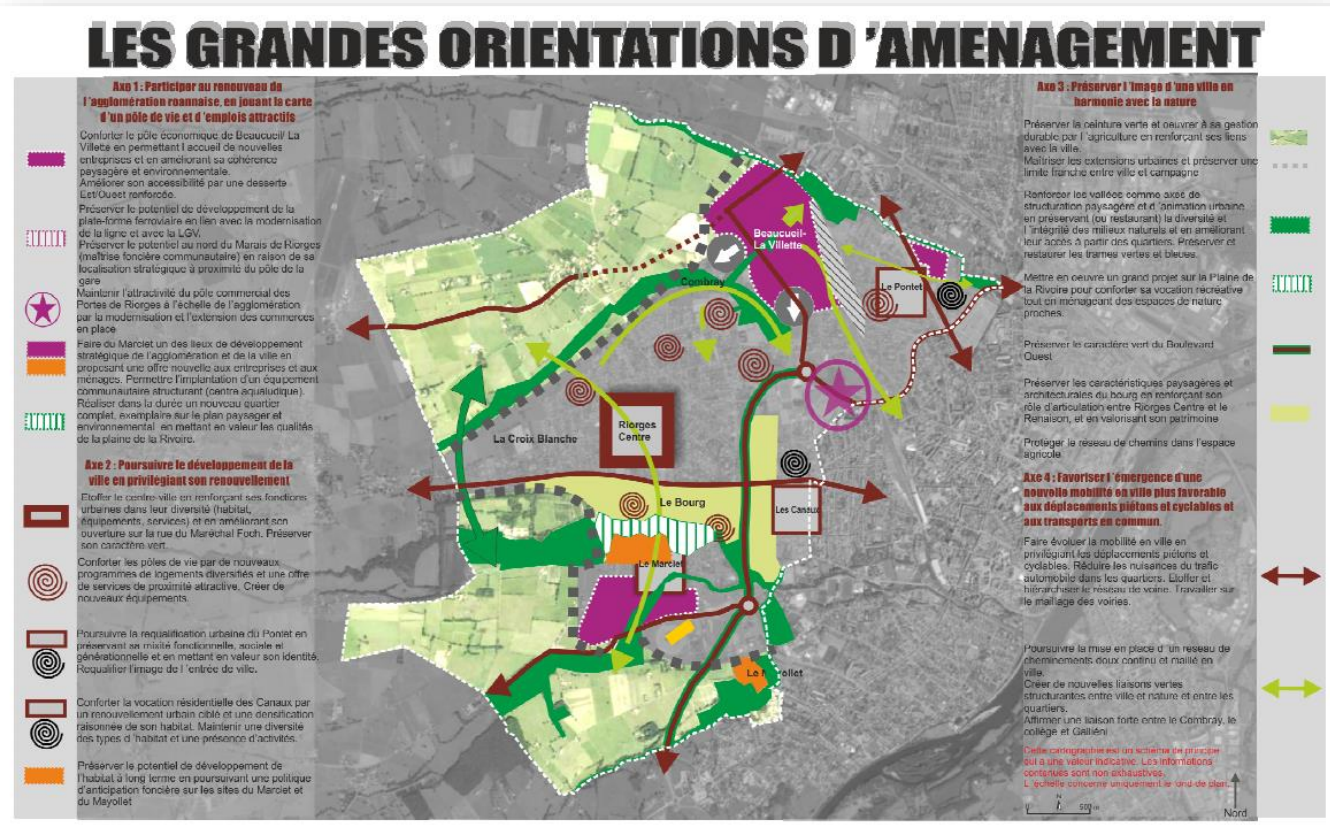 LES GRANDES ORIENTATIONS D 'AMENAGEMENT
Axe 1 : Participer au renouveau de
l 'agglomération roannaise, en jouant la carte
d 'un pôle de vie et d 'emplois attractifs
Conforter le pôle économique de Beaucueil/ La
Villette en permettant l accueil de nouvelles
entreprises et en améliorant sa cohérence
paysagère et environnementale.
Améliorer son accessibilité par une desserte
Est/Ouest renforcée.
Préserver le potentiel de développement de la
plate-forme ferroviaire en lien avec la modernisation
de la ligne et avec la LGV.
Préserver le potentiel au nord du Marais de Riorges
(maîtrise foncière communautaire) en raison de sa
localisation stratégique à proximité du pôle de la
gare
Maintenir l'attractivité du pôle commercial des
Portes de Riorges à l'échelle de l'agglomération
par la modernisation et l'extension des commerces
en place
Faire du Marclet un des lieux de développement
stratégique de l'agglomération et de la ville en
proposant une offre nouvelle aux entreprises et aux
ménages. Permettre l'implantation d'un équipement
communautaire structurant (centre aqualudique).
Réaliser dans la durée un nouveau quartier
complet, exemplaire sur le plan paysager et
environnemental en mettant en valeur les qualités
de la plaine de la Rivoire.
Axe 2 : Poursuivre le développement de la
ville en privilégiant son renouvellement
Etoffer le centre-ville en renforçant ses fonctions
urbaines dans leur diversité (habitat,
équipements, services) et en améliorant son
ouverture sur la rue du Maréchal Foch. Préserver
son caractère vert.
Conforter les pôles de vie par de nouveaux
programmes de logements diversifiés et une offre
de services de proximité attractive. Créer de
nouveaux équipements.
Poursuivre la requalification urbaine du Pontet en
préservant sa mixité fonctionnelle, sociale et
générationnelle et en mettant en valeur son identité.
Requalifier l'image de l 'entrée de ville.
Conforter la vocation résidentielle des Canaux par
un renouvellement urbain ciblé et une densification
raisonnée de son habitat. Maintenir une diversité
des types d 'habitat et une présence d'activités.
Préserver le potentiel de développement de
l'habitat à long terme en poursuivant une politique
d'anticipation foncière sur les sites du Marclet et
du Mayollet
Beaucueil-
La Villette
Combray
Le Pontet
Riorges
Centre
La Croix Blanche
Le Bourg
Les Canaux
Le Marclet
Axe 3 : Préserver l 'image d 'une ville en
harmonie avec la nature
Préserver la ceinture verte et oeuvrer à sa gestion
durable par l 'agriculture en renforçant ses liens
avec la ville.
Maîtriser les extensions urbaines et préserver une
limite franche entre ville et campagne
Renforcer les vallées comme axes de
structuration paysagère et d 'animation urbaine
en préservant (ou restaurant) la diversité et
l 'intégrité des milieux naturels et en améliorant
leur accès à partir des quartiers. Préserver et
restaurer les trames vertes et bleues.
Mettre en oeuvre un grand projet sur la Plaine de
la Rivoire pour conforter sa vocation récréative
tout en ménageant des espaces de nature
proches.
Préserver le caractère vert du Boulevard
Ouest
Préserver les caractéristiques paysagères et
architecturales du bourg en renforçant son
rôle d'articulation entre Riorges Centre et le
Renaison, et en valorisant son patrimoine
Protéger le réseau de chemins dans l'espace
agricole.
Axe 4 : Favoriser l 'émergence d'une
nouvelle mobilité en ville plus favorable
aux déplacements piétons et cyclables et
aux transports en commun.
Faire évoluer la mobilité en ville en
privilégiant les déplacements piétons et
cyclables. Réduire les nuisances du trafic
automobile dans les quartiers. Etoffer et
hiérarchiser le réseau de voirie. Travailler sur
le maillage des voiries.
Poursuivre la mise en place d 'un réseau de
cheminements doux continu et maillé en
ville.
Créer de nouvelles liaisons vertes
structurantes entre ville et nature et entre les
quartiers.
Affirmer une liaison forte entre le Combray, le
collège et Galliéni
Cette cartographie est un schéma de principe
qui a une valeur indicative. Les informations
contenues sont non exhaustives.
L 'échelle concerne uniquement le fond de plan.
0 N 500 m
Nord